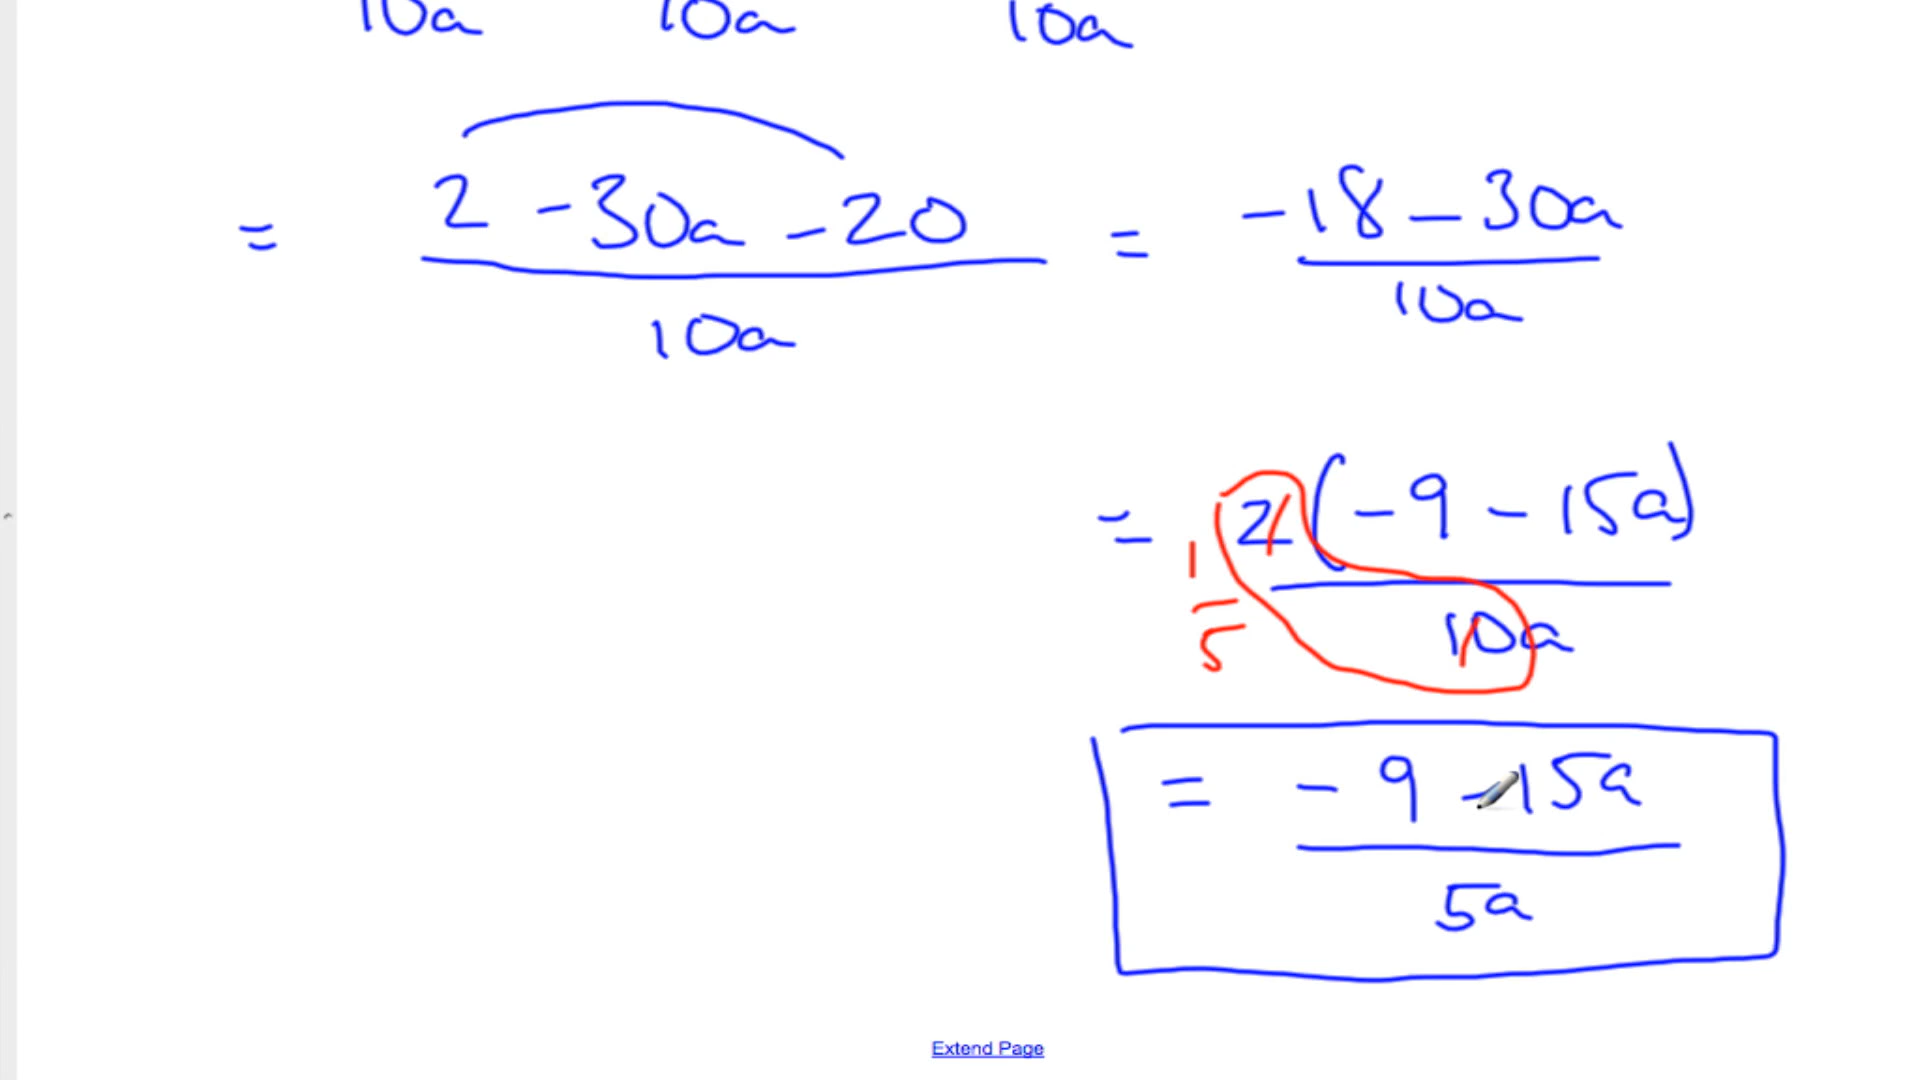 10a 10a 10a
2 - 30a - 20
= =
10a
-18 - 30a
10a
= 2(-9 - 15a)
10a
1
5
= -9 -15a
5a
Extend Page